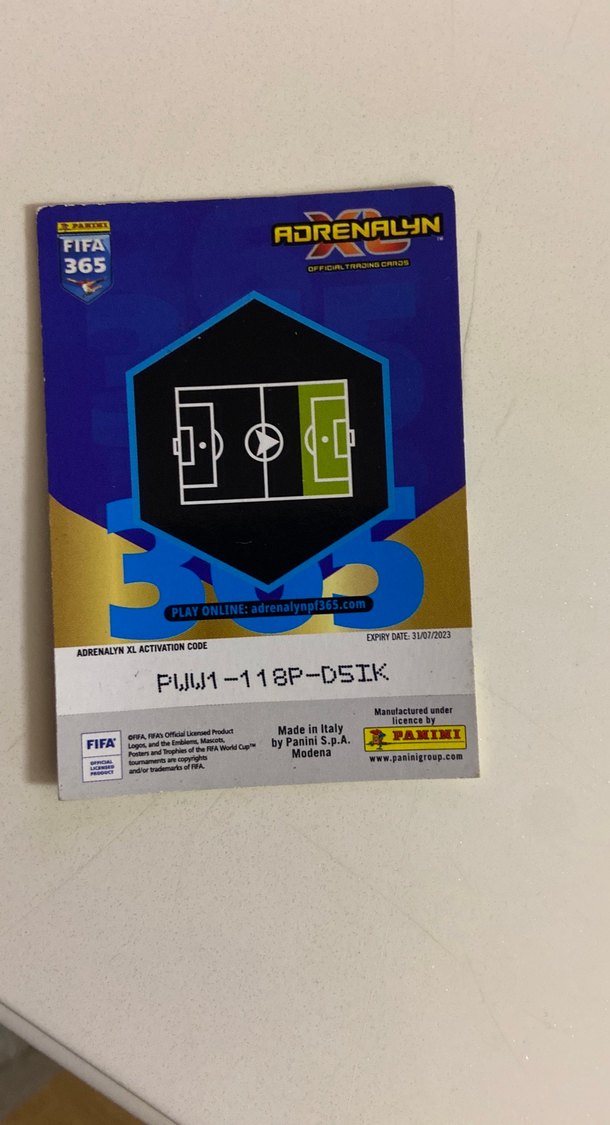 PANINI
FIFA
365
ADRENALYN
XL™
OFFICIAL TRADING CARDS
365
PLAY ONLINE: adrenalynpf365.com
EXPIRY DATE: 31/07/2023
ADRENALYN XL ACTIVATION CODE
PWW1-118P-D5IK
Manufactured under
licence by
PANINI
www.paninigroup.com
Made in Italy
by Panini S.p.A.
Modena
FIFA®
OFFICIAL
LICENSED
PRODUCT
©FIFA, FIFA's Official Licensed Product
Logos, and the Emblems, Mascots,
Posters and Trophies of the FIFA World Cup™
tournaments are copyrights
and/or trademarks of FIFA.